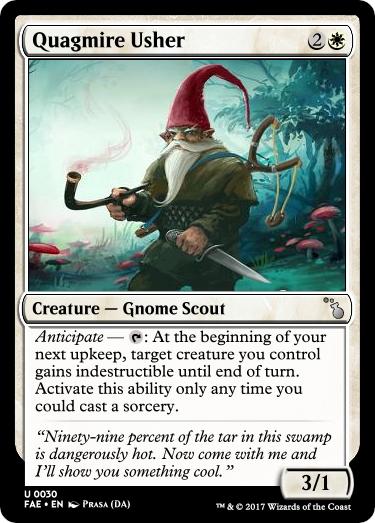 Quagmire Usher 2
Creature — Gnome Scout
Anticipate — : At the beginning of your
next upkeep, target creature you control
gains indestructible until end of turn.
Activate this ability only any time you
could cast a sorcery.
“Ninety-nine percent of the tar in this swamp
is dangerously hot. Now come with me and
I’ll show you something cool.”
3/1
U 0030
FAE • EN Prasa (DA)
™ & © 2017 Wizards of the Coast